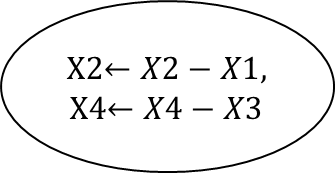 X2← X2 − X1,
X4← X4 − X3